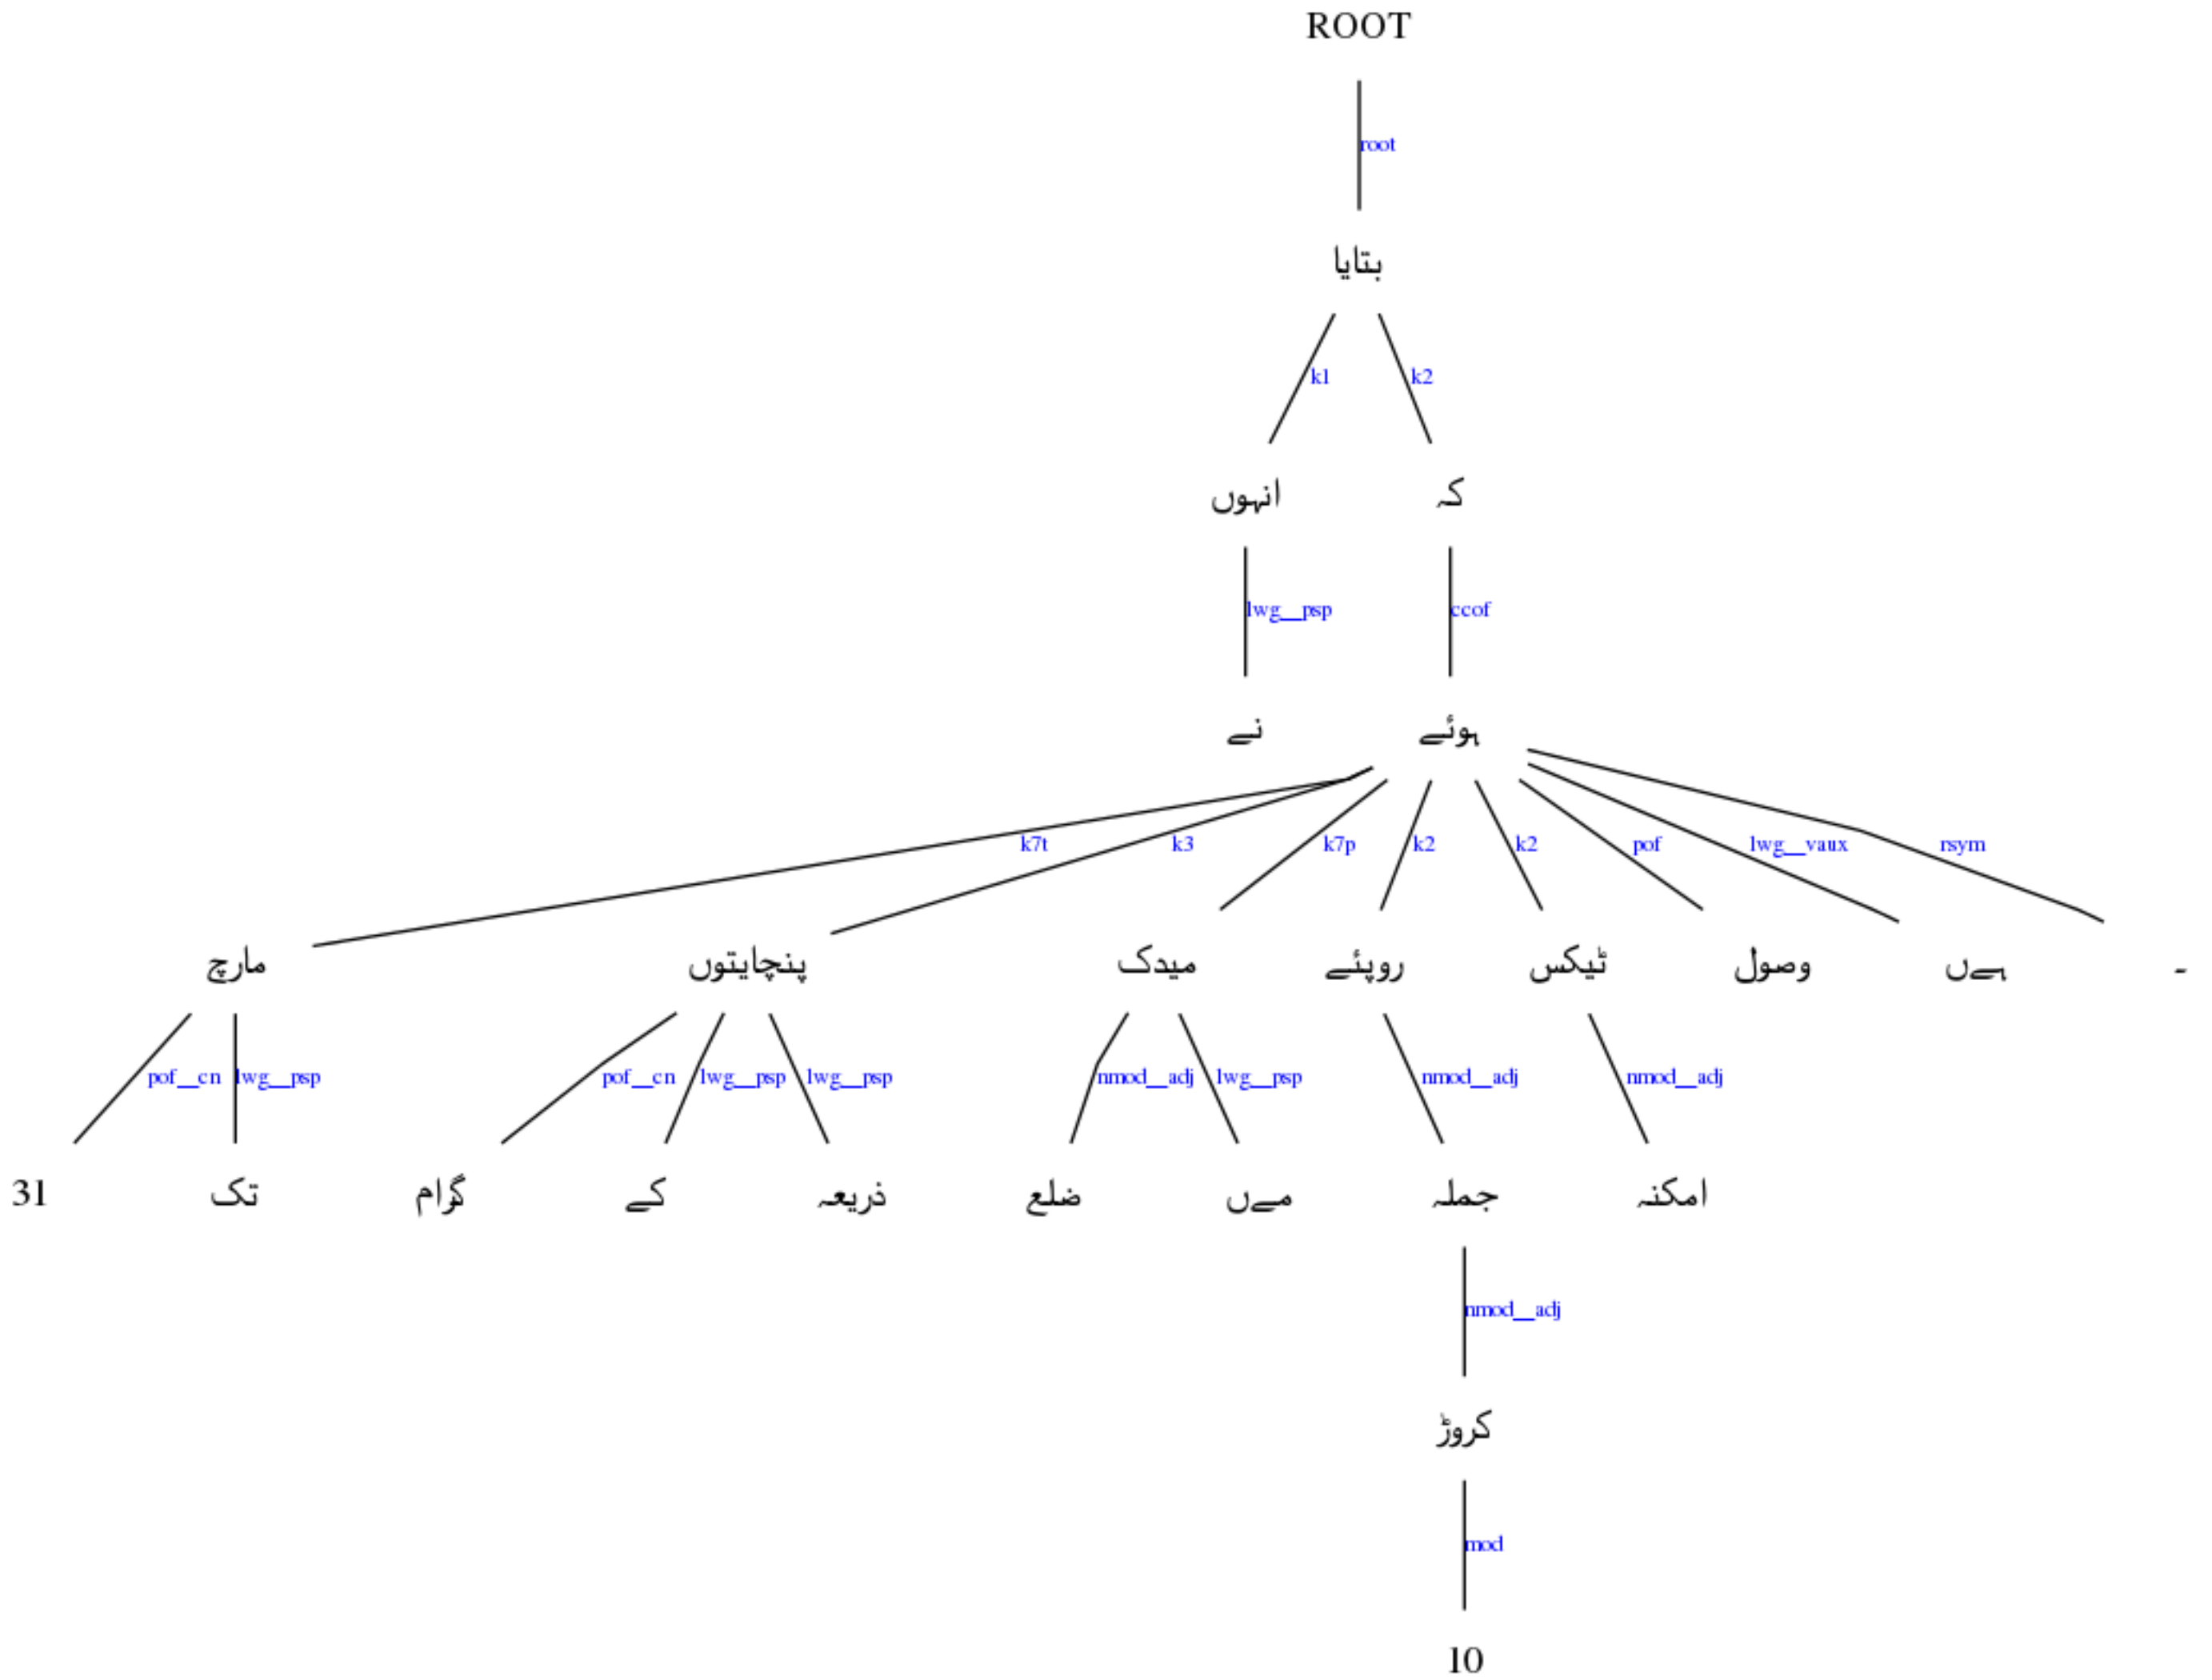 ROOT
root
بتایا
k1 k2
انہوں کہ
lwg__psp ccof
نے ہوئے
k7t k3 k7p k2 k2 pof lwg__vaux rsym
مارچ پنچایتوں میدک روپئے ٹیکس وصول ہےں ۔
pof__cn lwg__psp pof__cn lwg__psp lwg__psp nmod__adj lwg__psp nmod__adj nmod__adj
31 تک گرام کے ذریعہ ضلع مےں جملہ امکنہ
nmod__adj
کروڑ
mod
10